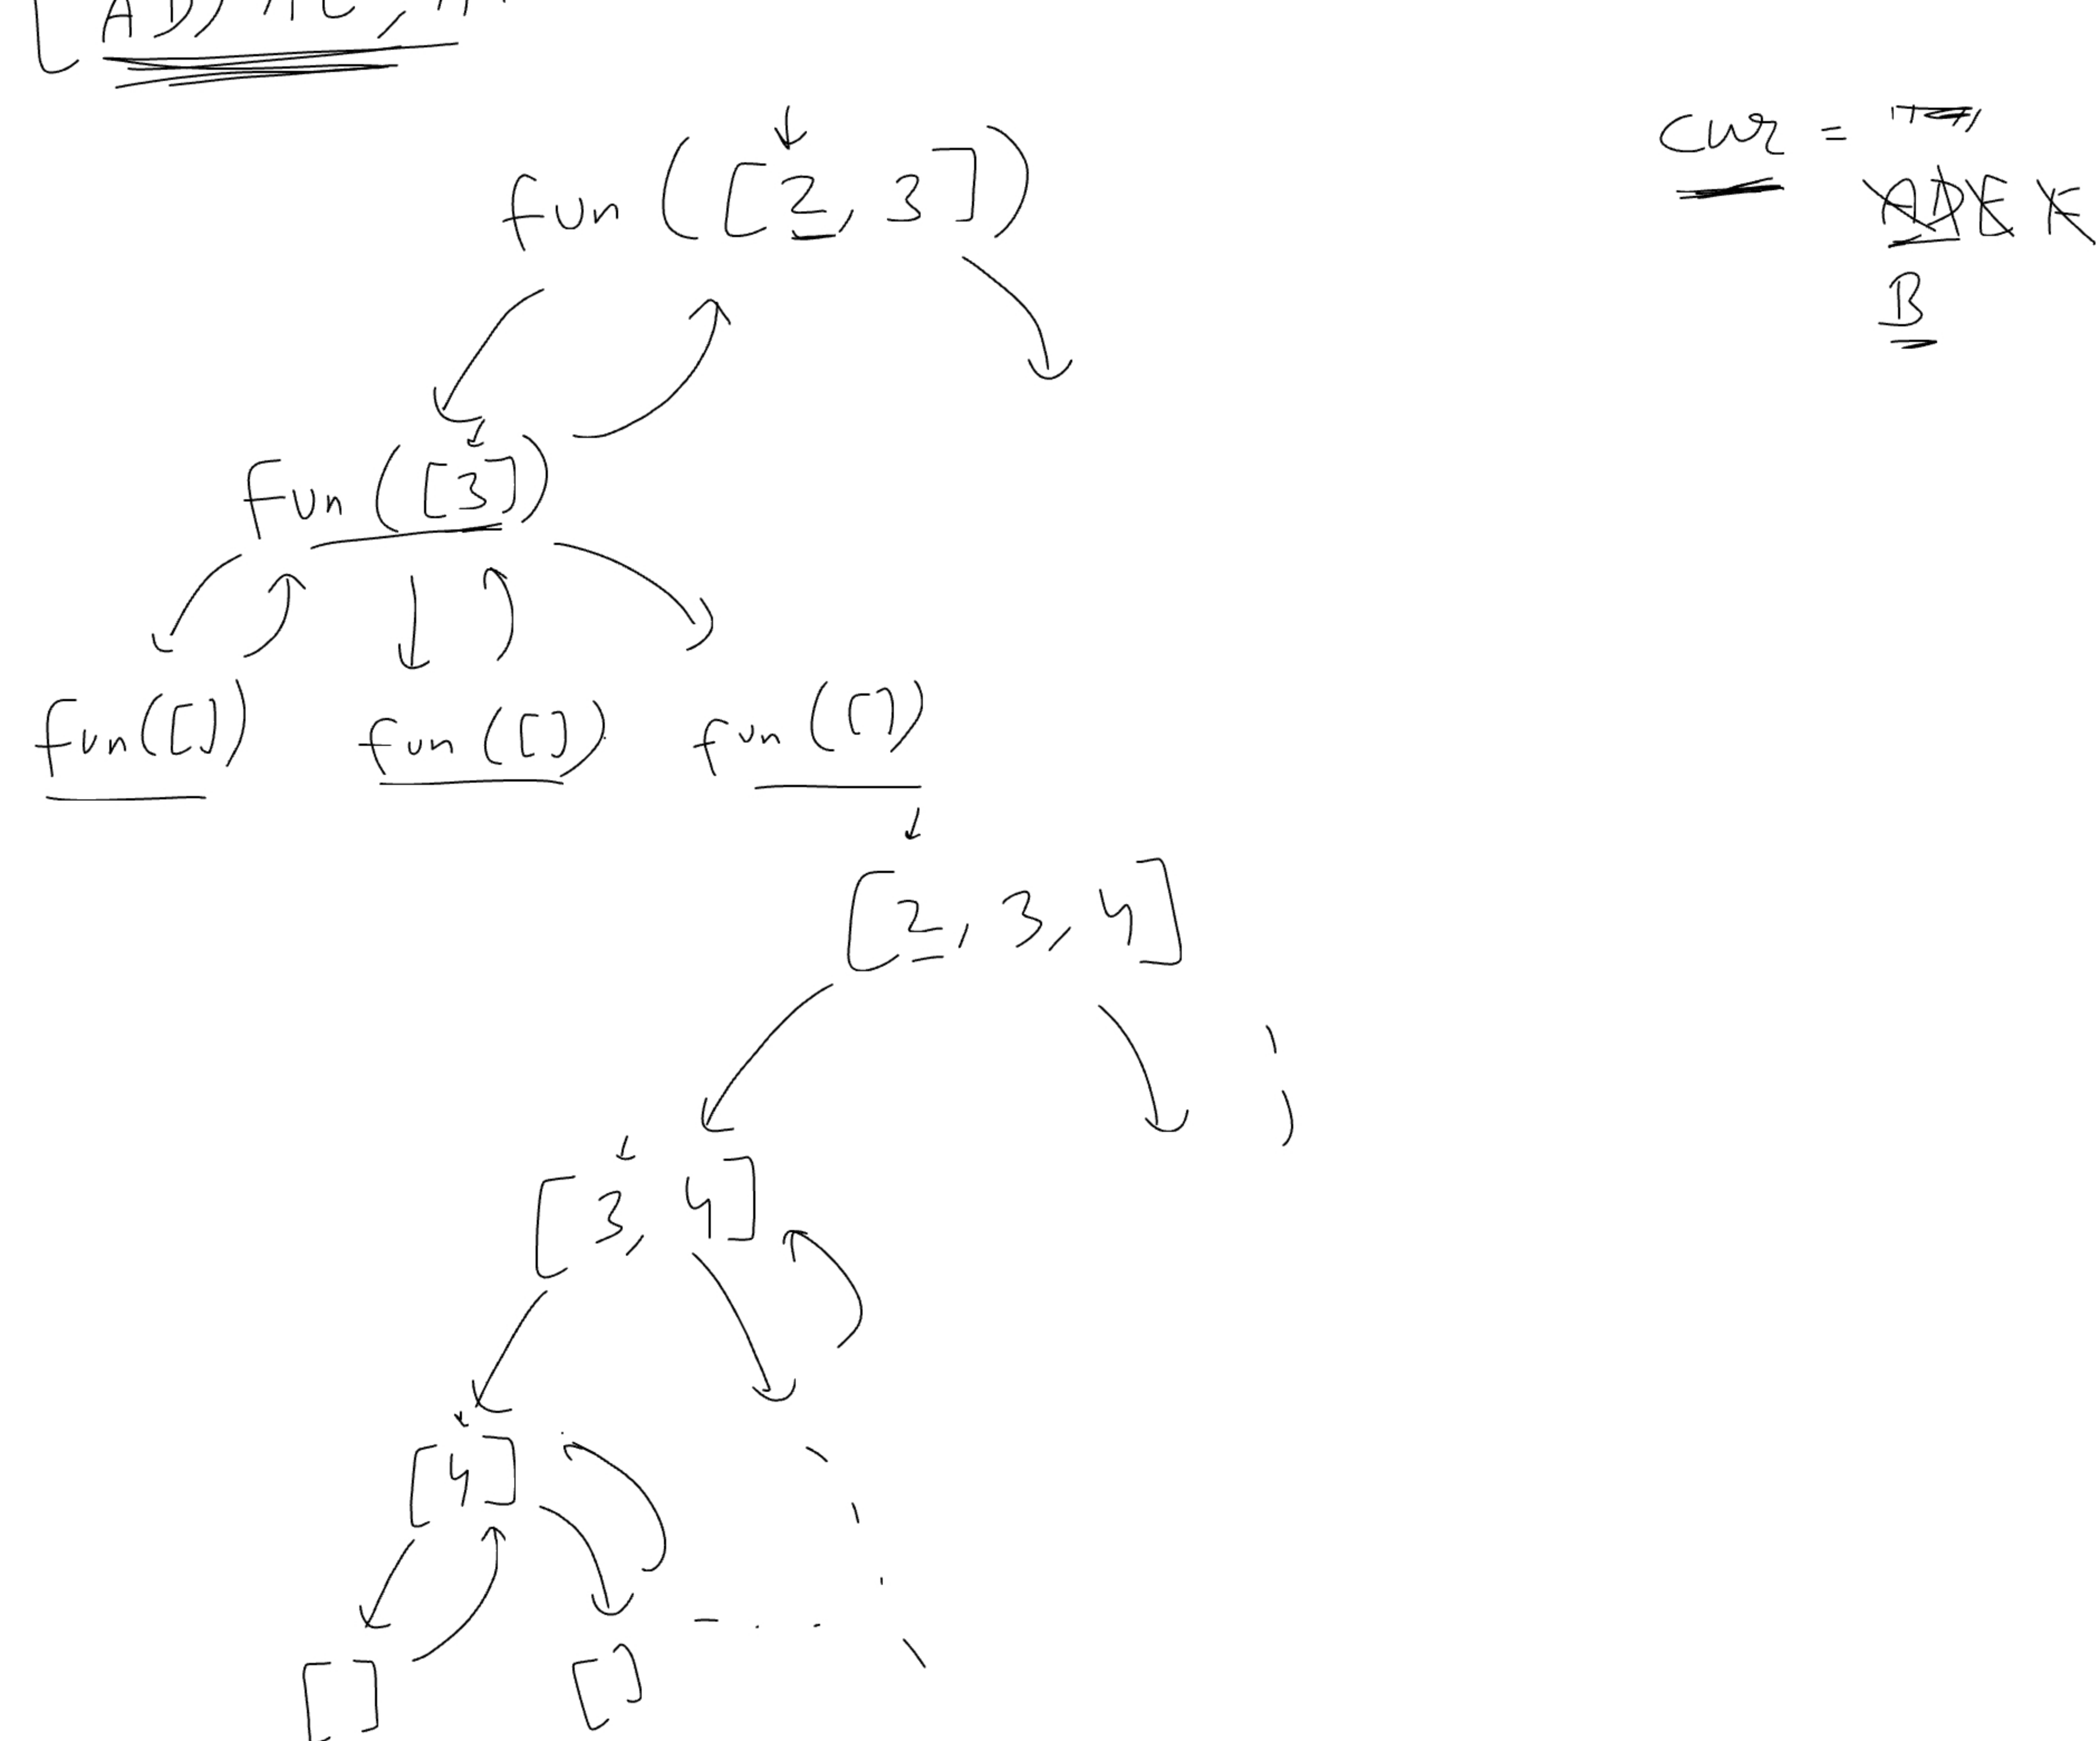 fun([2, 3])
cur =
B
fun([3])
fun([]) fun([]) fun([])
[2, 3, 4]
[3, 4]
[4]
[] []